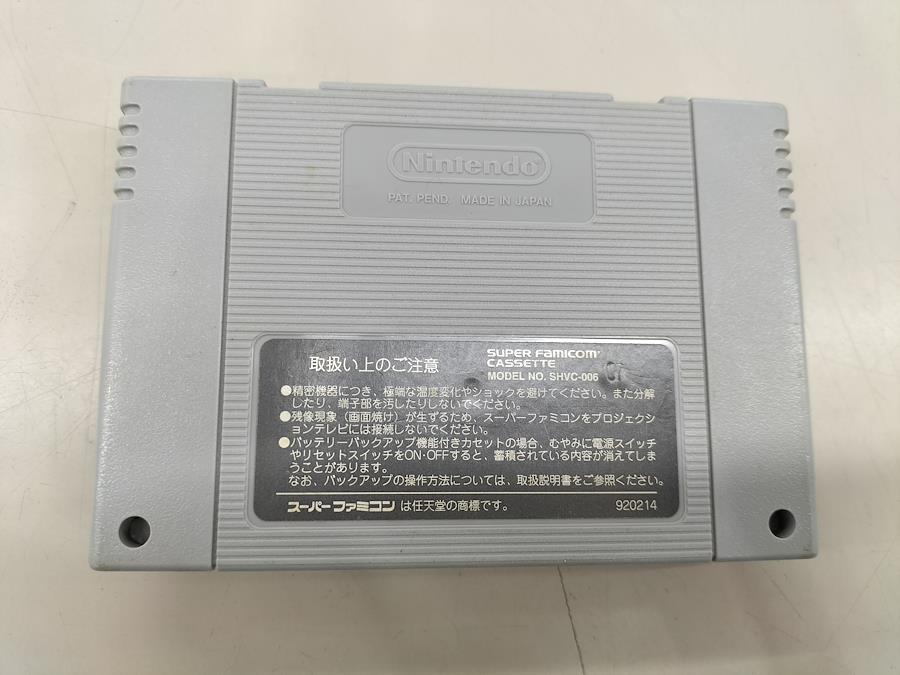 Nintendo
PAT. PEND. MADE IN JAPAN
取扱い上のご注意
SUPER FAMICOM
CASSETTE
MODEL NO. SHVC-006
●精密機器につき、極端な温度変化やショックを避けてください。また分解
したり、端子部を汚したりしないでください。
●残像現象（画面焼け）が生ずるため、スーパーファミコンをプロジェクシ
ョンテレビには接続しないでください。
●バッテリーバックアップ機能付きカセットの場合、むやみに電源スイッチ
やリセットスイッチをON・OFFすると、蓄積されている内容が消えてしま
うことがあります。
なお、バックアップの操作方法については、取扱説明書をご参照ください。
スーパーファミコンは任天堂の商標です。
920214